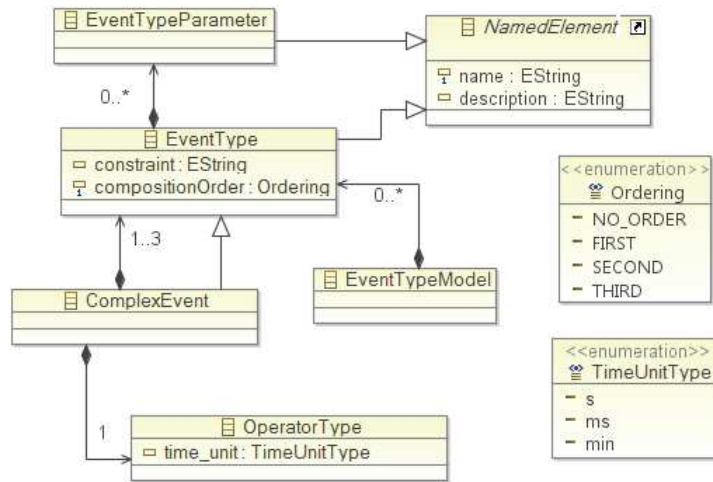 EventTypeParameter
NamedElement
name : EString
description : EString
0..*
EventType
constraint : EString
compositionOrder : Ordering
0..*
1..3
<<enumeration>>
Ordering
NO_ORDER
FIRST
SECOND
THIRD
EventTypeModel
ComplexEvent
<<enumeration>>
TimeUnitType
s
ms
min
1
OperatorType
time_unit : TimeUnitType